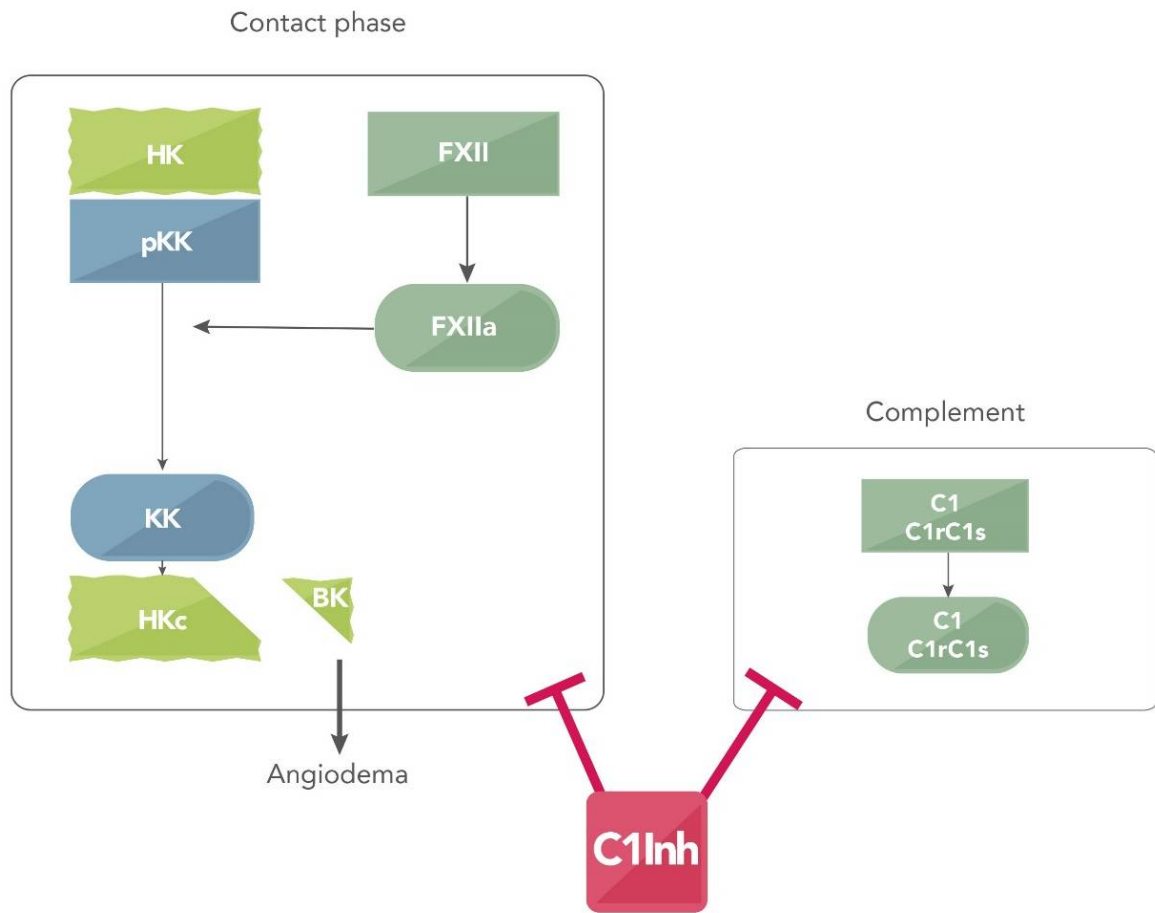 Contact phase
HK
FXII
pKK
FXIIa
KK
HKc
BK
Angiodema
Complement
C1
C1rC1s
C1
C1rC1s
C1Inh